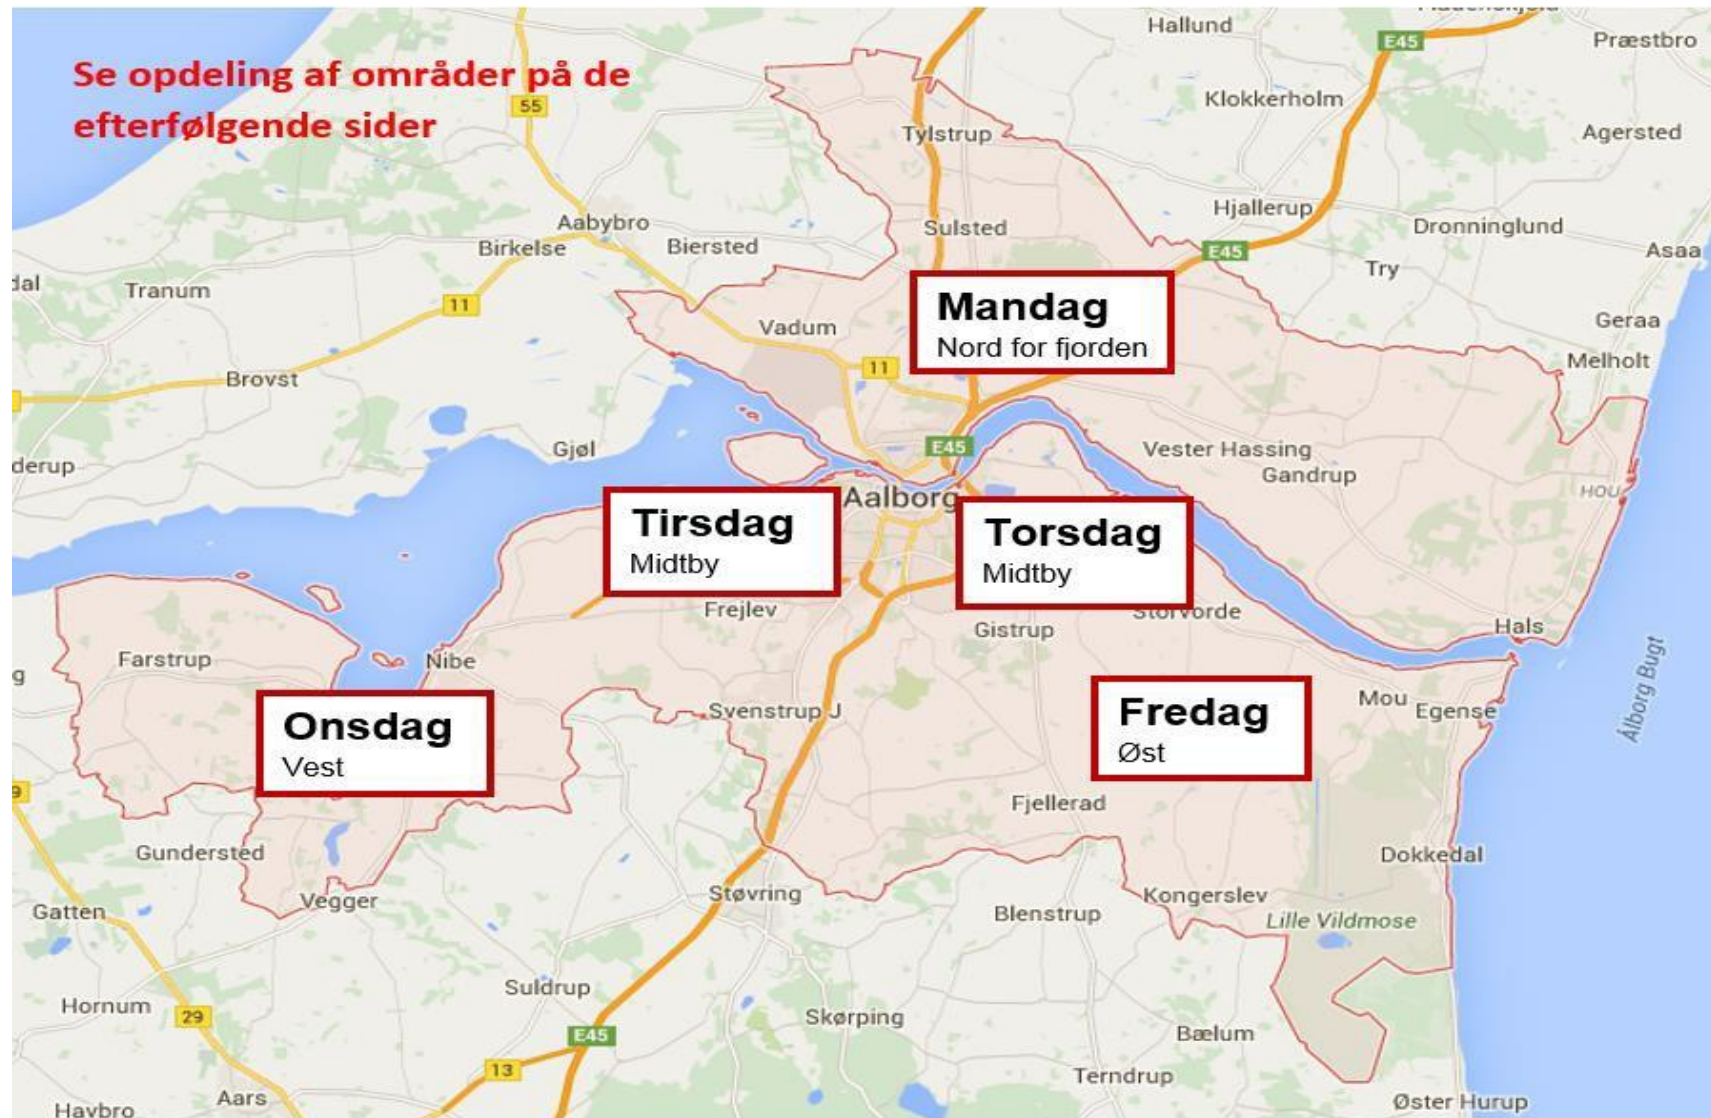 Se opdeling af områder på de
efterfølgende sider
Hallund
E45
Præstbro
55
Klokkerholm
Tylstrup
Agersted
Hjallerup
Aabybro
Sulsted
Dronninglund
Birkelse
Biersted
E45
Asaa
Try
Tranum
11
Mandag
Nord for fjorden
Vadum
Geraa
11
Melholt
Brovst
Gjøl
E45
Vester Hassing
Gandrup
HOU
derup
Aalborg
Tirsdag
Midtby
Torsdag
Midtby
Frejlev
Storvorde
Gistrup
Hals
Farstrup
Nibe
Ålborg Bugt
Svenstrup J
Mou
Egense
Onsdag
Vest
Fredag
Øst
9
Fjellerad
Gundersted
Dokkedal
Vegger
Støvring
Kongerslev
Gatten
Blenstrup
Lille Vildmose
Suldrup
Hornum
29
Skørping
E45
Bælum
13
Terndrup
Aars
Øster Hurup
Havbro